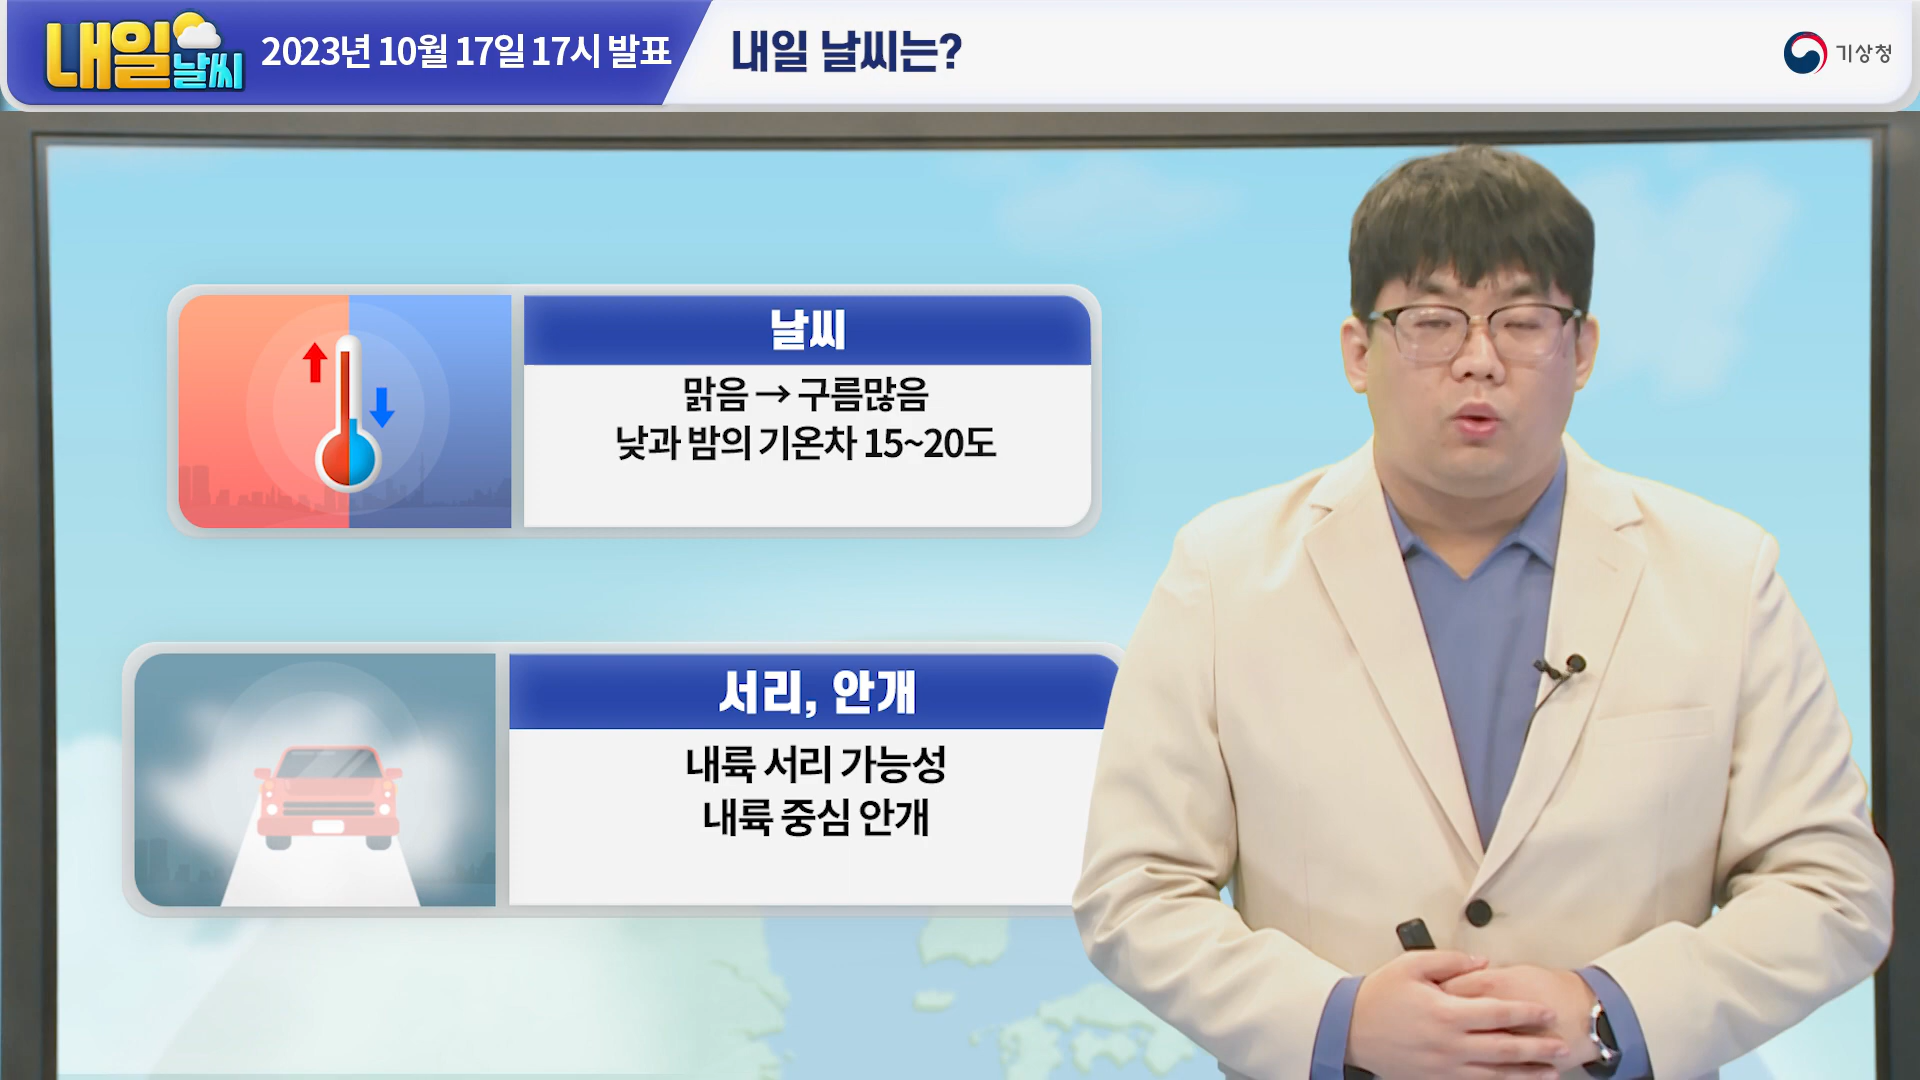 내일날씨
2023년 10월 17일 17시 발표
내일 날씨는?
기상청
날씨
맑음 → 구름많음
낮과 밤의 기온차 15~20도
서리, 안개
내륙 서리 가능성
내륙 중심 안개